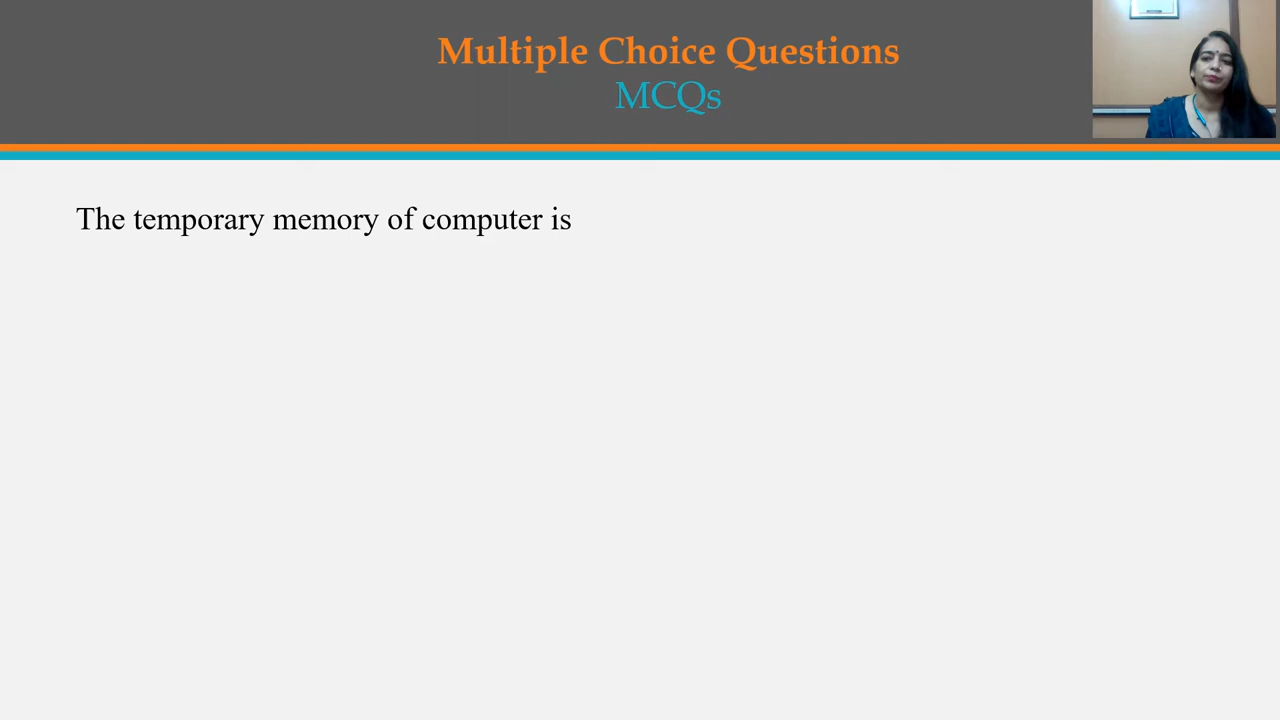 Multiple Choice Questions
MCQs
The temporary memory of computer is